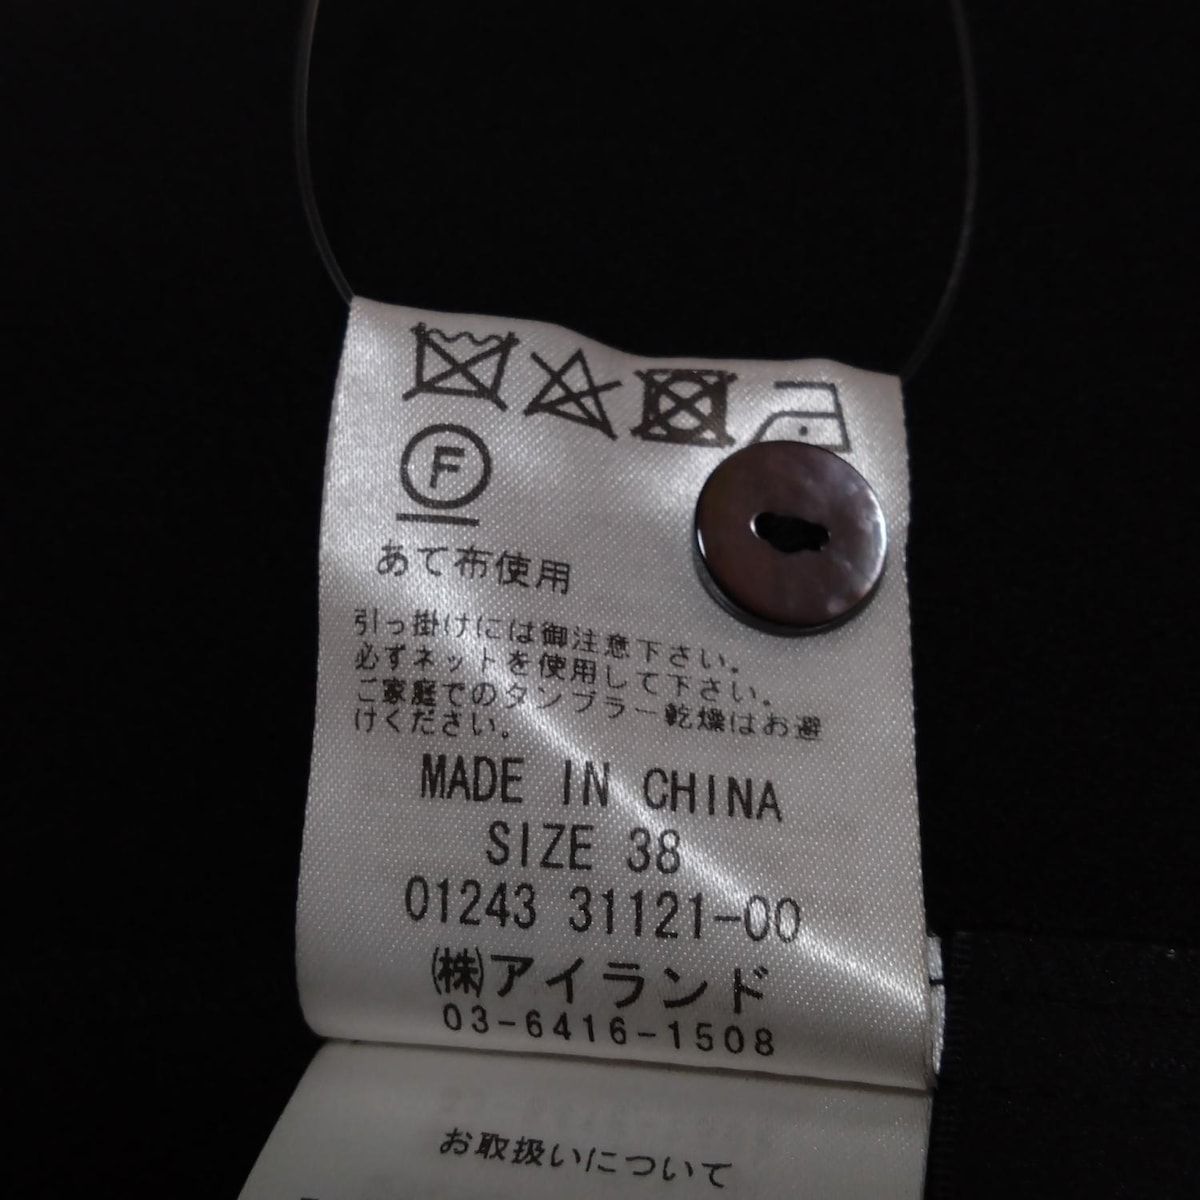 F
あて布使用
引っ掛けには御注意下さい。
必ずネットを使用して下さい。
ご家庭でのタンブラー乾燥はお避
けください。
MADE IN CHINA
SIZE 38
01243 31121-00
㈱アイランド
03-6416-1508
お取扱いについて